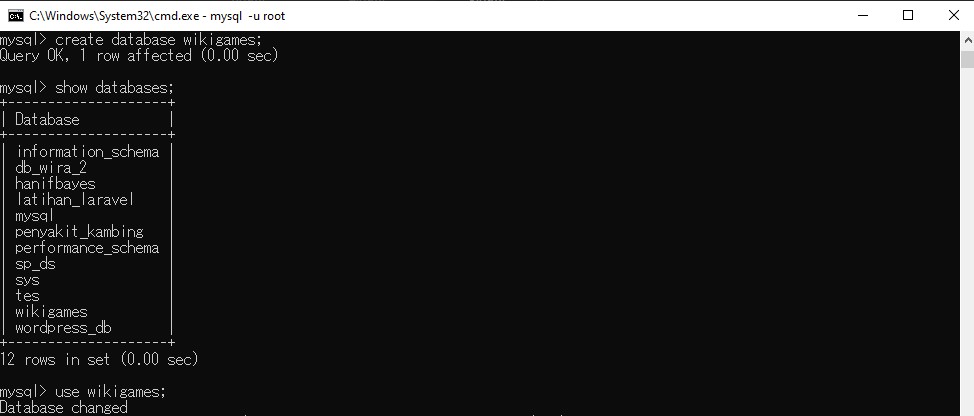 C:\Windows\System32\cmd.exe - mysql  -u root
mysql> create database wikigames;
Query OK, 1 row affected (0.00 sec)

mysql> show databases;
+--------------------+
| Database           |
+--------------------+
| information_schema |
| db_wira_2          |
| hanifbayes         |
| latihan_laravel    |
| mysql              |
| penyakit_kambing   |
| performance_schema |
| sp_ds              |
| sys                |
| tes                |
| wikigames          |
| wordpress_db       |
+--------------------+
12 rows in set (0.00 sec)

mysql> use wikigames;
Database changed